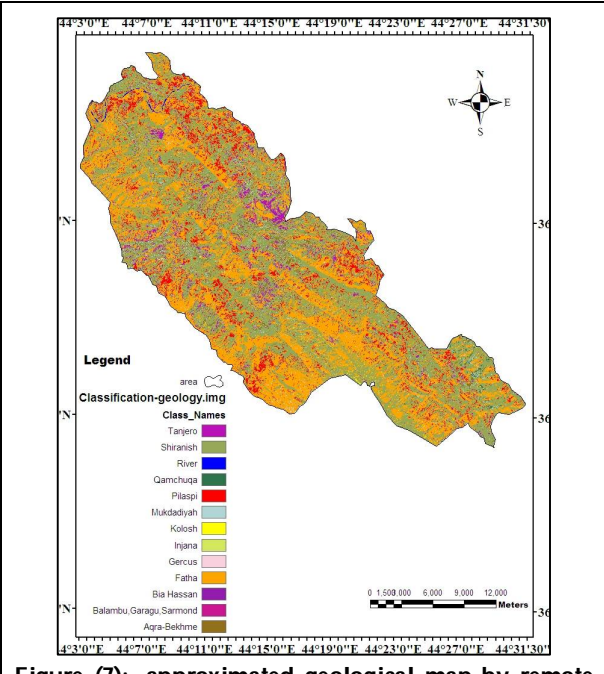 44°3'0"E 44°7'0"E 44°11'0"E 44°15'0"E 44°19'0"E 44°23'0"E 44°27'0"E 44°31'30"
N
W E
S
'N 36
Legend
area
Classification-geology.img
Class_Names
Tanjero
Shiranish
River
Qamchuqa
Pilaspi
Mukdadiyah
Kolosh
Injana
Gercus
Fatha
Bia Hassan
Balambu,Garagu,Sarmond
Aqra-Bekhme
'N 36
0 1,5003,000 6,000 9,000 12,000
Meters
'N 36
44°3'0"E 44°7'0"E 44°11'0"E 44°15'0"E 44°19'0"E 44°23'0"E 44°27'0"E 44°31'30"
Figure (7): approximated geological map by remote